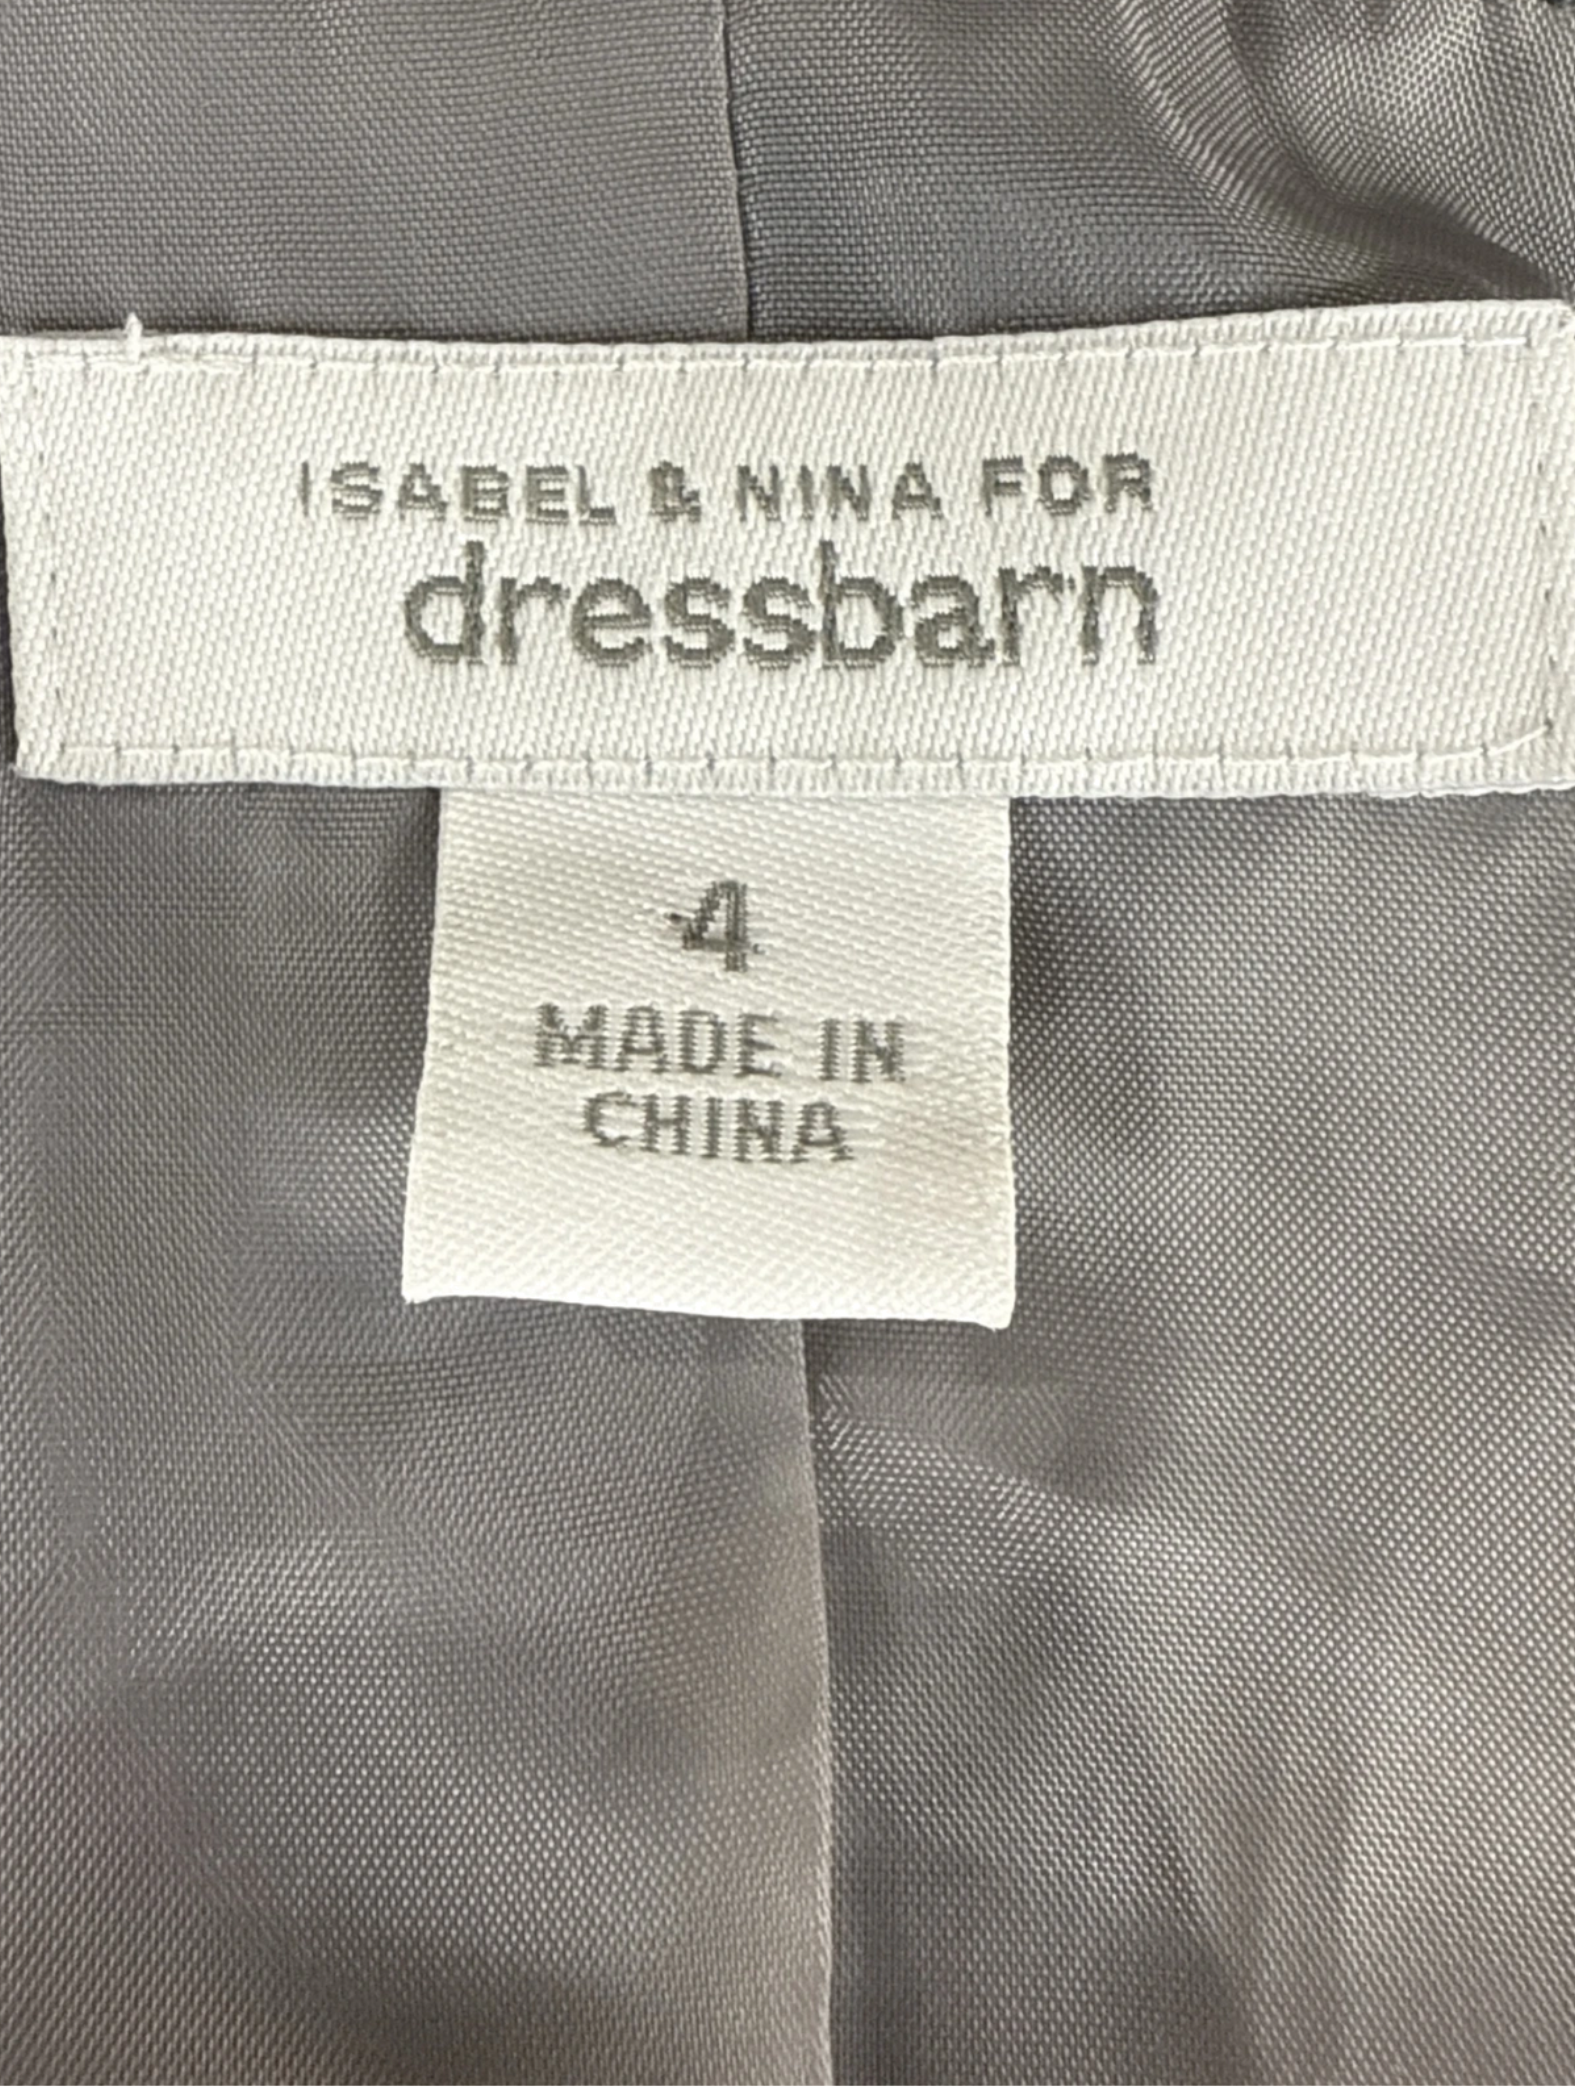 ISABEL & NINA FOR
dressbarn
4
MADE IN
CHINA